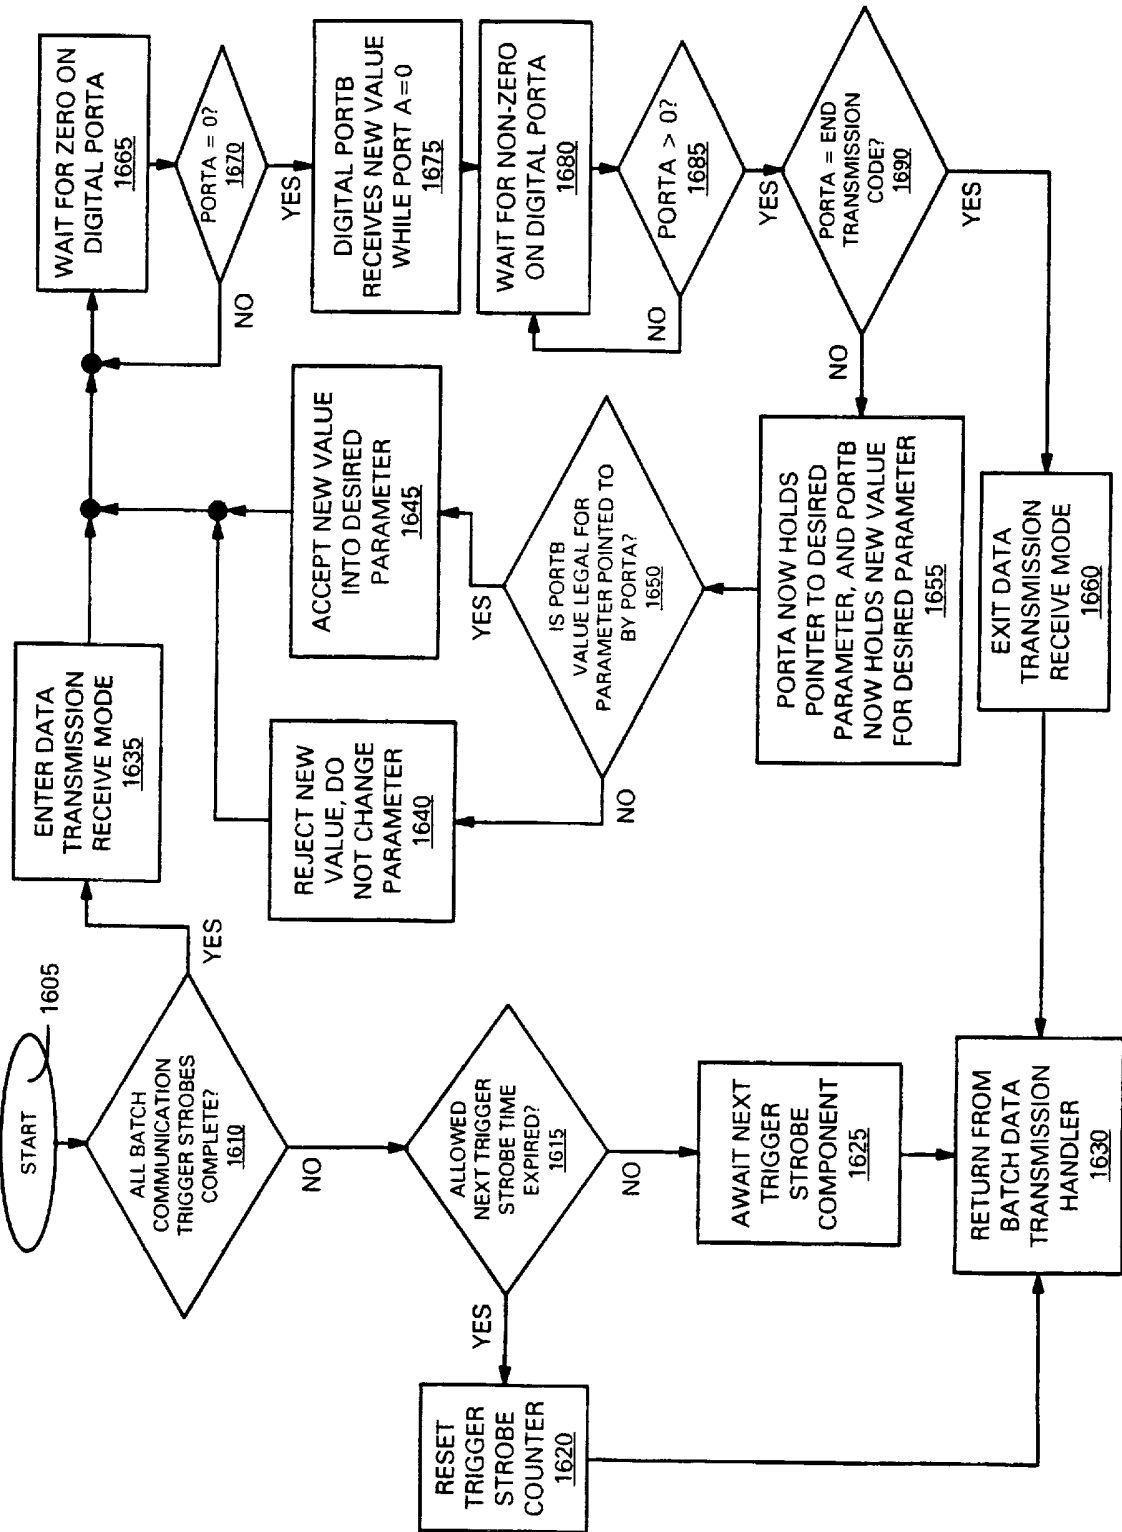 START
1605
ALL BATCH
COMMUNICATION
TRIGGER STROBES
COMPLETE?
1610
YES
NO
ALLOWED
NEXT TRIGGER
STROBE TIME
EXPIRED?
1615
YES
NO
RESET
TRIGGER
STROBE
COUNTER
1620
AWAIT NEXT
TRIGGER
STROBE
COMPONENT
1625
RETURN FROM
BATCH DATA
TRANSMISSION
HANDLER
1630
ENTER DATA
TRANSMISSION
RECEIVE MODE
1635
REJECT NEW
VALUE, DO
NOT CHANGE
PARAMETER
1640
ACCEPT NEW VALUE
INTO DESIRED
PARAMETER
1645
YES
NO
IS PORTB
VALUE LEGAL FOR
PARAMETER POINTED TO
BY PORTA?
1650
PORTA NOW HOLDS
POINTER TO DESIRED
PARAMETER, AND PORTB
NOW HOLDS NEW VALUE
FOR DESIRED PARAMETER
1655
EXIT DATA
TRANSMISSION
RECEIVE MODE
1660
WAIT FOR ZERO ON
DIGITAL PORTA
1665
PORTA = 0?
1670
NO
YES
DIGITAL PORTB
RECEIVES NEW VALUE
WHILE PORT A=0
1675
WAIT FOR NON-ZERO
ON DIGITAL PORTA
1680
PORTA > 0?
1685
NO
YES
PORTA = END
TRANSMISSION
CODE?
1690
NO
YES